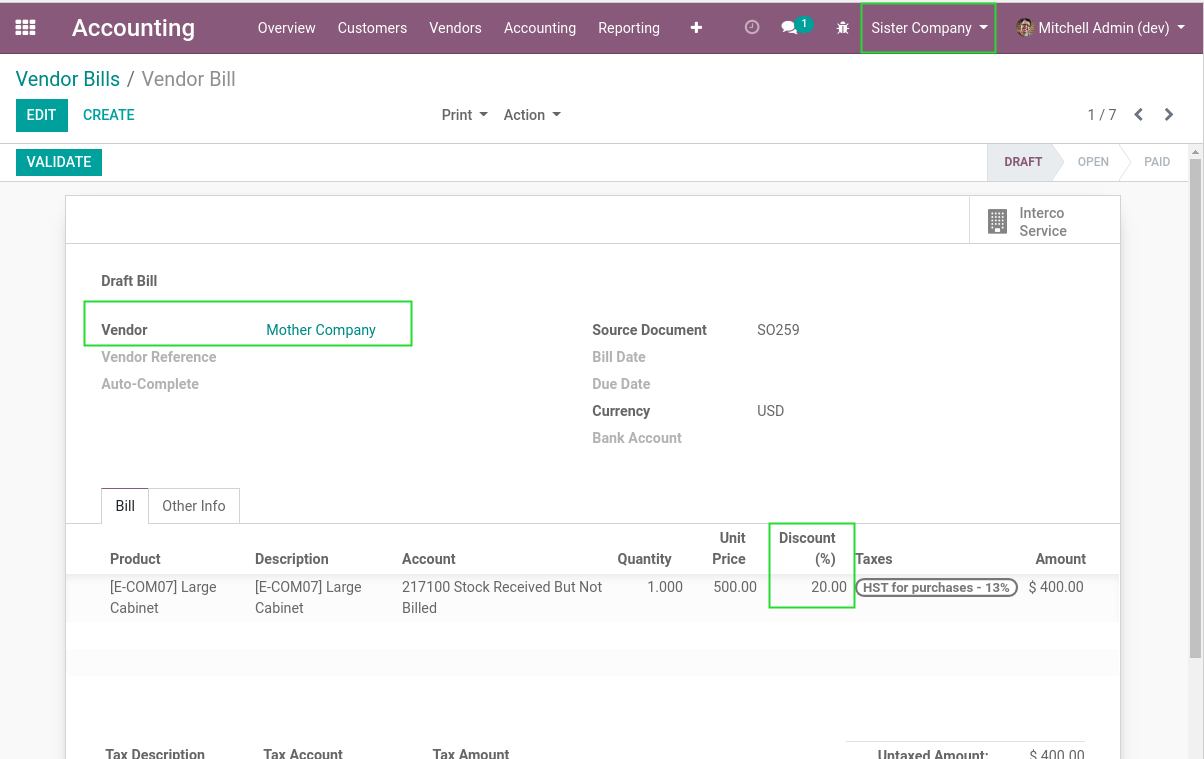 Accounting Overview Customers Vendors Accounting Reporting 1 Sister Company Mitchell Admin (dev)
Vendor Bills / Vendor Bill
EDIT CREATE Print Action 1 / 7
VALIDATE DRAFT OPEN PAID
Interco
Service
Draft Bill
Vendor Mother Company Source Document SO259
Vendor Reference Bill Date
Auto-Complete Due Date
Currency USD
Bank Account
Bill Other Info
Unit Discount
Product Description Account Quantity Price (%) Taxes Amount
[E-COM07] Large [E-COM07] Large 217100 Stock Received But Not 1.000 500.00 20.00 HST for purchases - 13% $ 400.00
Cabinet Cabinet Billed
Tax Description Tax Account Tax Amount Untaxed Amount: $ 400.00